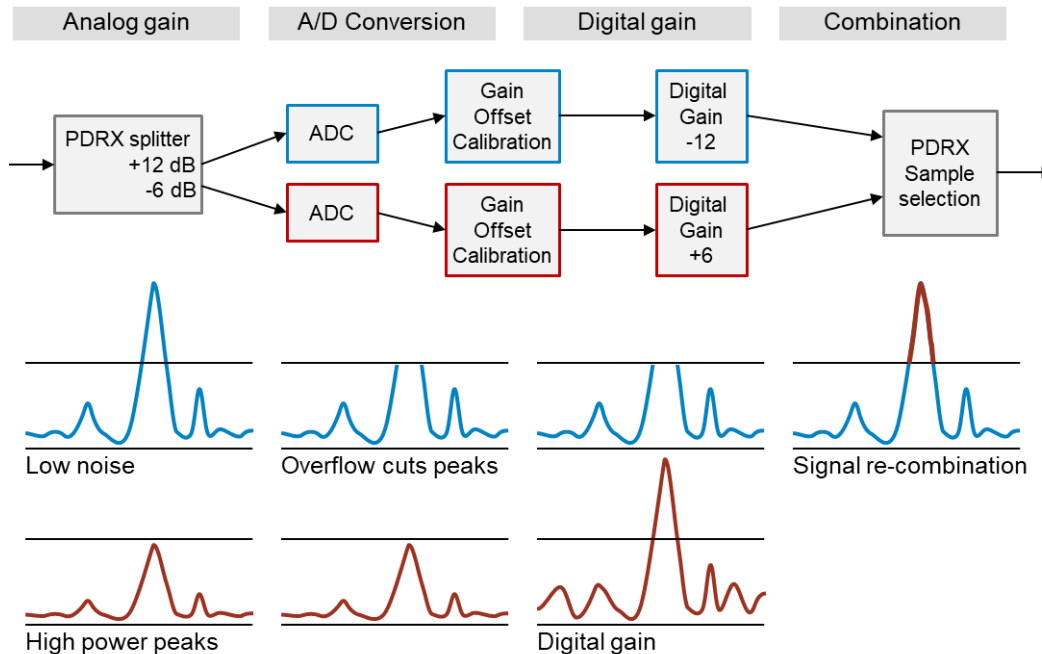 Analog gain
A/D Conversion
Digital gain
Combination
PDRX splitter
+12 dB
-6 dB
ADC
Gain
Offset
Calibration
Digital
Gain
-12
ADC
Gain
Offset
Calibration
Digital
Gain
+6
PDRX
Sample
selection
Low noise
Overflow cuts peaks
Signal re-combination
High power peaks
Digital gain